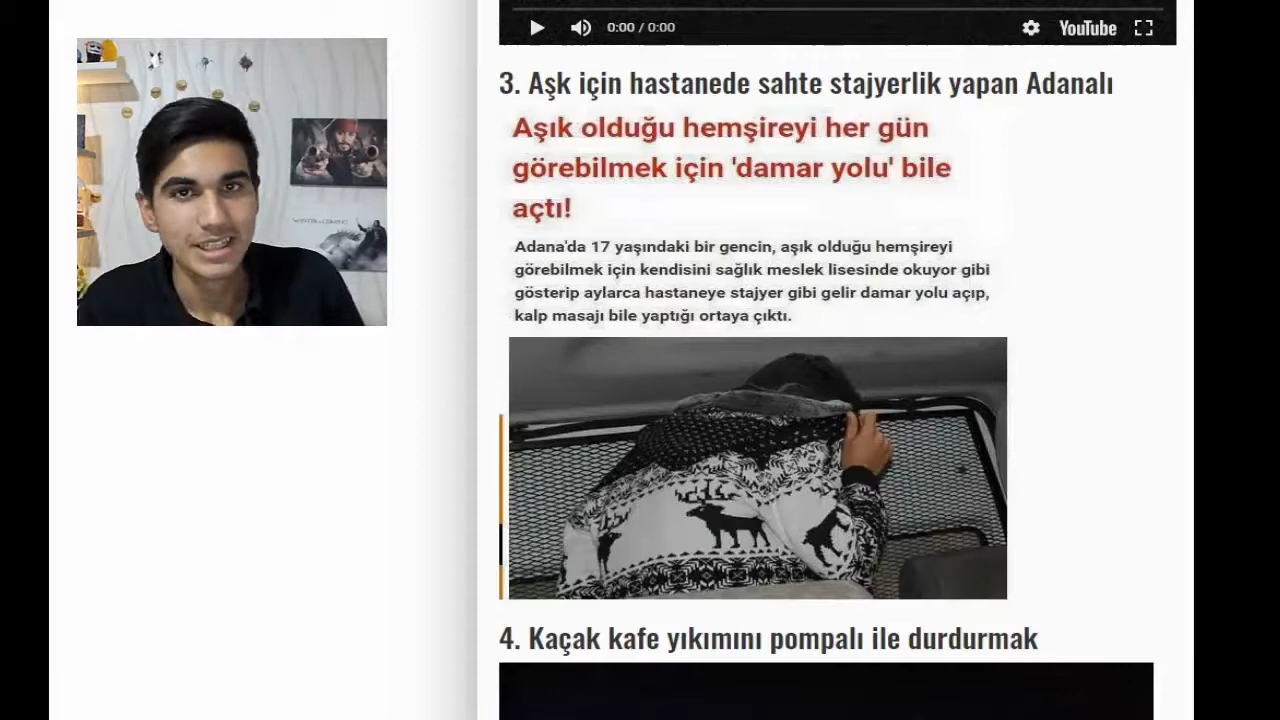 0:00 / 0:00
YouTube
3. Aşk için hastanede sahte stajyerlik yapan Adanalı
Aşık olduğu hemşireyi her gün
görebilmek için 'damar yolu' bile
açtı!
Adana'da 17 yaşındaki bir gencin, aşık olduğu hemşireyi
görebilmek için kendisini sağlık meslek lisesinde okuyor gibi
gösterip aylarca hastaneye stajyer gibi gelir damar yolu açıp,
kalp masajı bile yaptığı ortaya çıktı.
4. Kaçak kafe yıkımını pompalı ile durdurmak